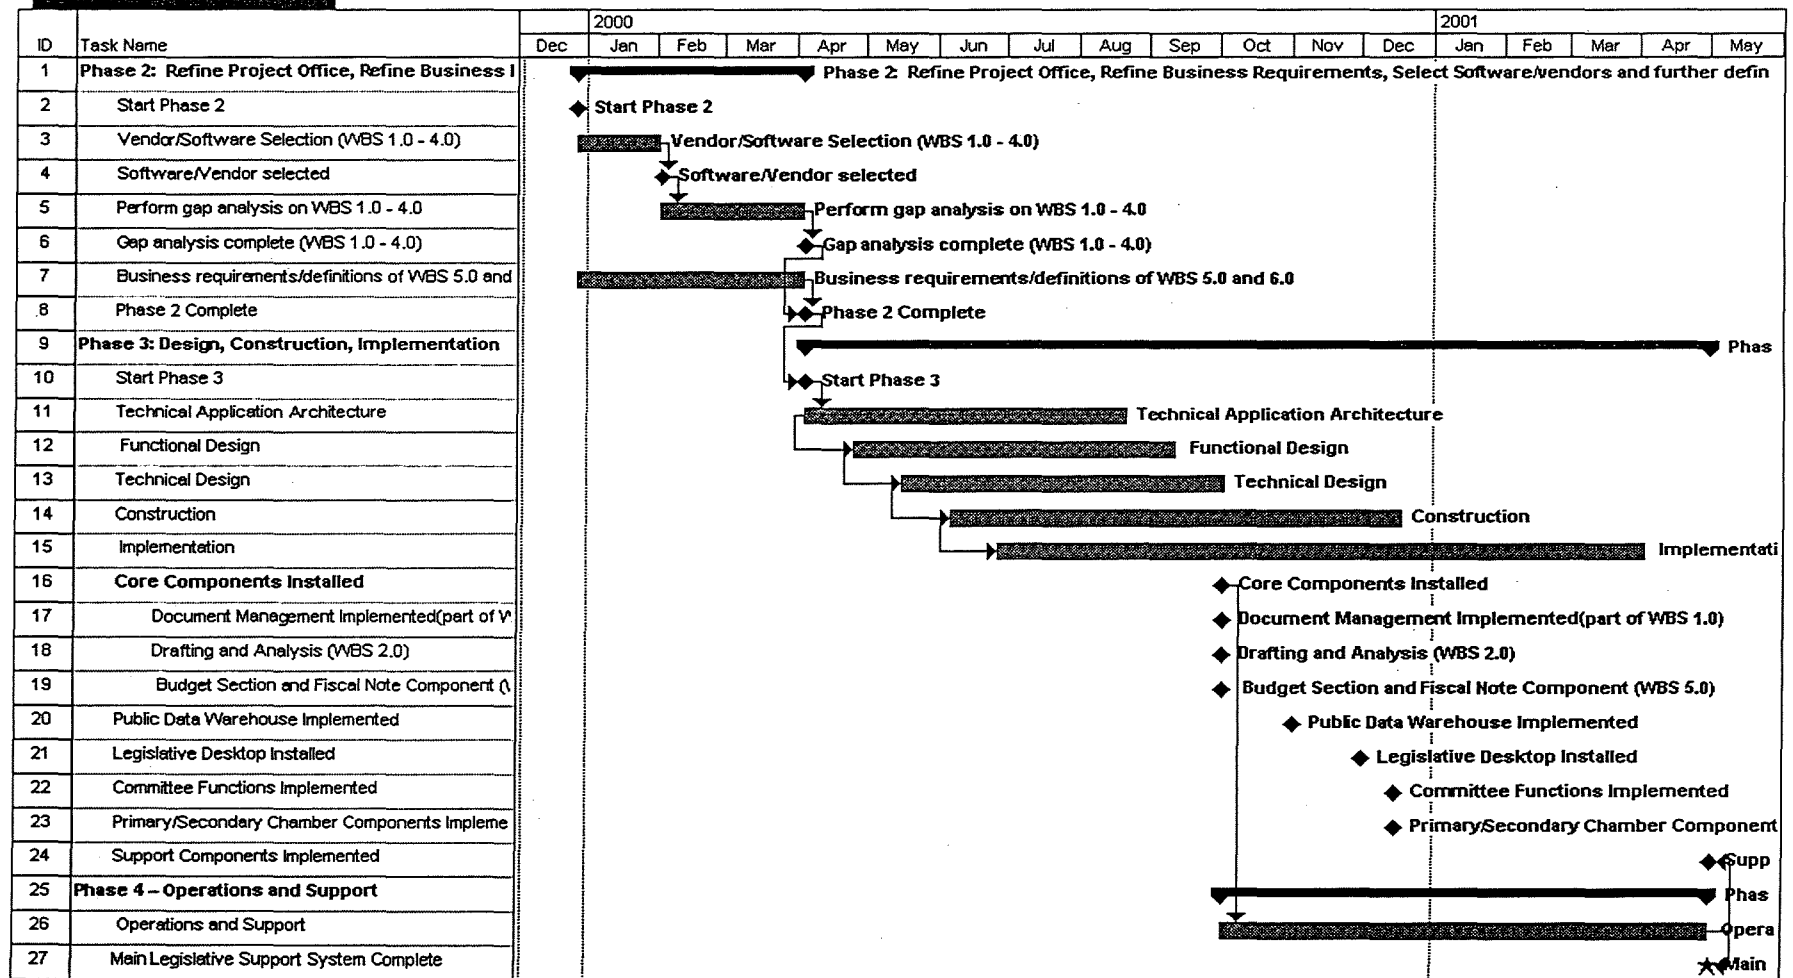 2000 2001
ID Task Name Dec Jan Feb Mar Apr May Jun Jul Aug Sep Oct Nov Dec Jan Feb Mar Apr May
1 Phase 2: Refine Project Office, Refine Business I Phase 2: Refine Project Office, Refine Business Requirements, Select Software/vendors and further defin
2 Start Phase 2 Start Phase 2
3 Vendor/Software Selection (WBS 1.0 - 4.0) Vendor/Software Selection (WBS 1.0 - 4.0)
4 Software/Vendor selected Software/Vendor selected
5 Perform gap analysis on WBS 1.0 - 4.0 Perform gap analysis on WBS 1.0 - 4.0
6 Gap analysis complete (WBS 1.0 - 4.0) Gap analysis complete (WBS 1.0 - 4.0)
7 Business requirements/definitions of WBS 5.0 and Business requirements/definitions of WBS 5.0 and 6.0
8 Phase 2 Complete Phase 2 Complete
9 Phase 3: Design, Construction, Implementation Phas
10 Start Phase 3 Start Phase 3
11 Technical Application Architecture Technical Application Architecture
12 Functional Design Functional Design
13 Technical Design Technical Design
14 Construction Construction
15 Implementation Implementati
16 Core Components Installed Core Components Installed
17 Document Management Implemented(part of W Document Management Implemented(part of WBS 1.0)
18 Drafting and Analysis (WBS 2.0) Drafting and Analysis (WBS 2.0)
19 Budget Section and Fiscal Note Component (\ Budget Section and Fiscal Note Component (WBS 5.0)
20 Public Data Warehouse Implemented Public Data Warehouse Implemented
21 Legislative Desktop Installed Legislative Desktop Installed
22 Committee Functions Implemented Committee Functions Implemented
23 Primary/Secondary Chamber Components Impleme Primary/Secondary Chamber Component
24 Support Components Implemented Supp
25 Phase 4 – Operations and Support Phas
26 Operations and Support Opera
27 Main Legislative Support System Complete Main